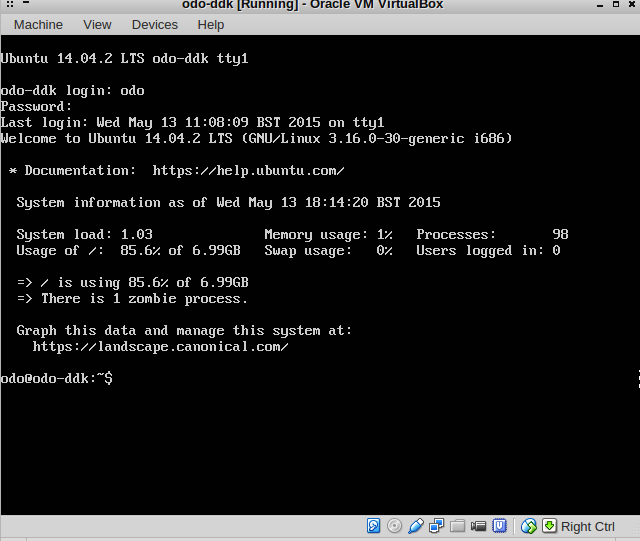 odo-ddk [Running] - Oracle VM VirtualBox
Machine View Devices Help
Ubuntu 14.04.2 LTS odo-ddk tty1
odo-ddk login: odo
Password:
Last login: Wed May 13 11:08:09 BST 2015 on tty1
Welcome to Ubuntu 14.04.2 LTS (GNU/Linux 3.16.0-30-generic i686)
* Documentation: https://help.ubuntu.com/
System information as of Wed May 13 18:14:20 BST 2015
System load: 1.03 Memory usage: 1% Processes: 98
Usage of /: 85.6% of 6.99GB Swap usage: 0% Users logged in: 0
=> / is using 85.6% of 6.99GB
=> There is 1 zombie process.
Graph this data and manage this system at:
https://landscape.canonical.com/
odo@odo-ddk:~$
Right Ctrl